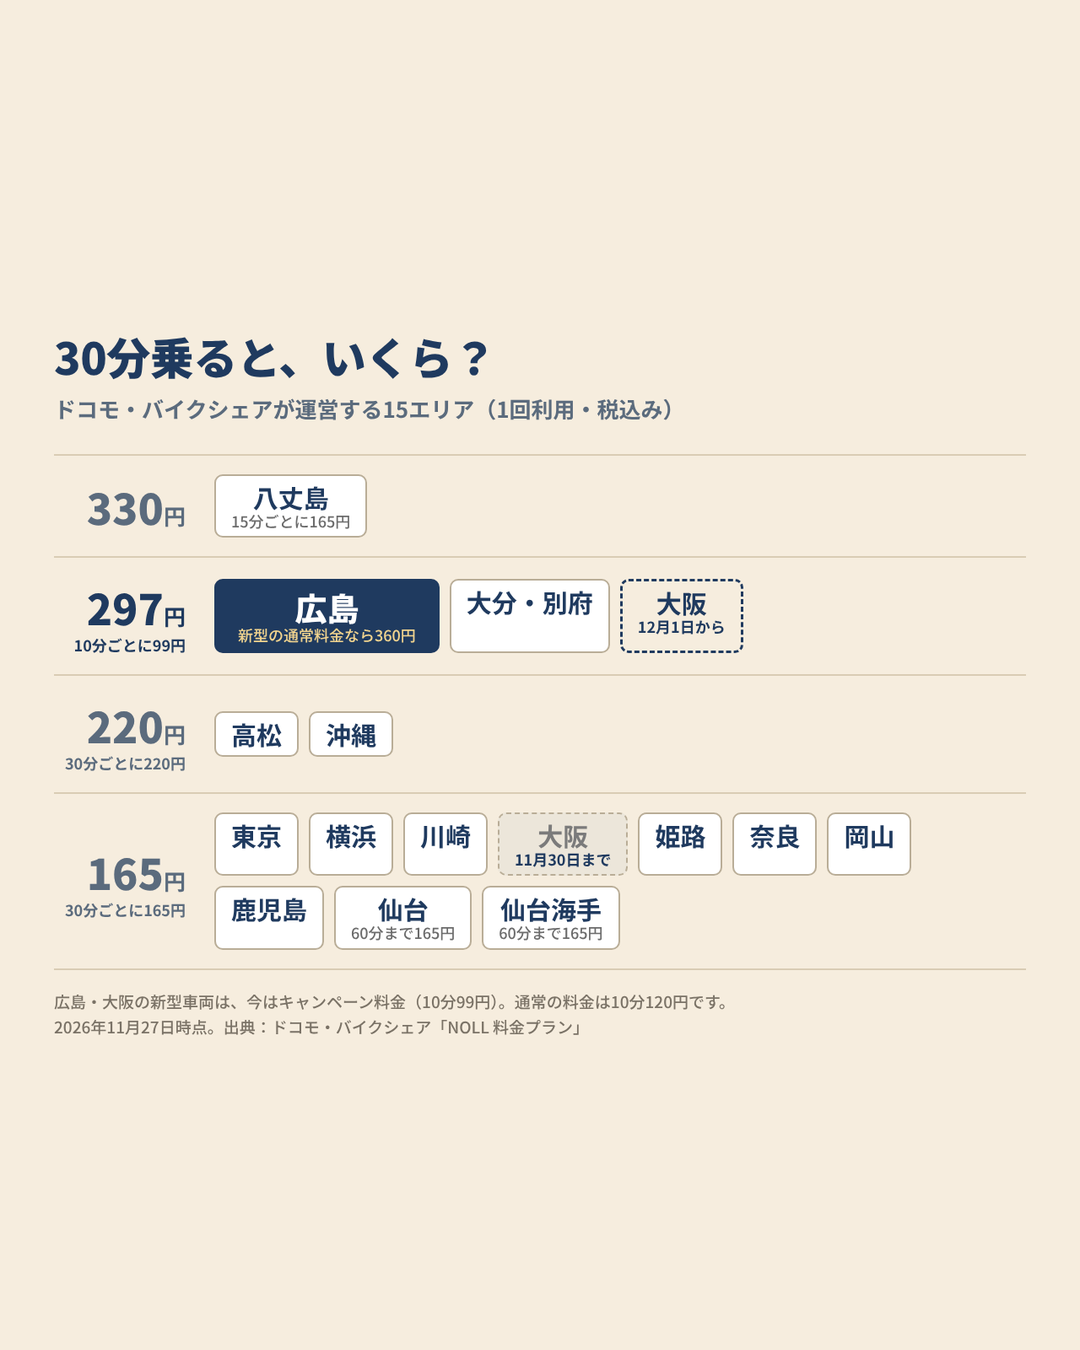 30分乗ると、いくら？
ドコモ・バイクシェアが運営する15エリア（1回利用・税込み）
330円
八丈島
15分ごとに165円
297円
10分ごとに99円
広島
新型の通常料金なら360円
大分・別府
大阪
12月1日から
220円
30分ごとに220円
高松
沖縄
165円
30分ごとに165円
東京
横浜
川崎
大阪
11月30日まで
姫路
奈良
岡山
鹿児島
仙台
60分まで165円
仙台海手
60分まで165円
広島・大阪の新型車両は、今はキャンペーン料金（10分99円）。通常の料金は10分120円です。
2026年11月27日時点。出典：ドコモ・バイクシェア「NOLL 料金プラン」